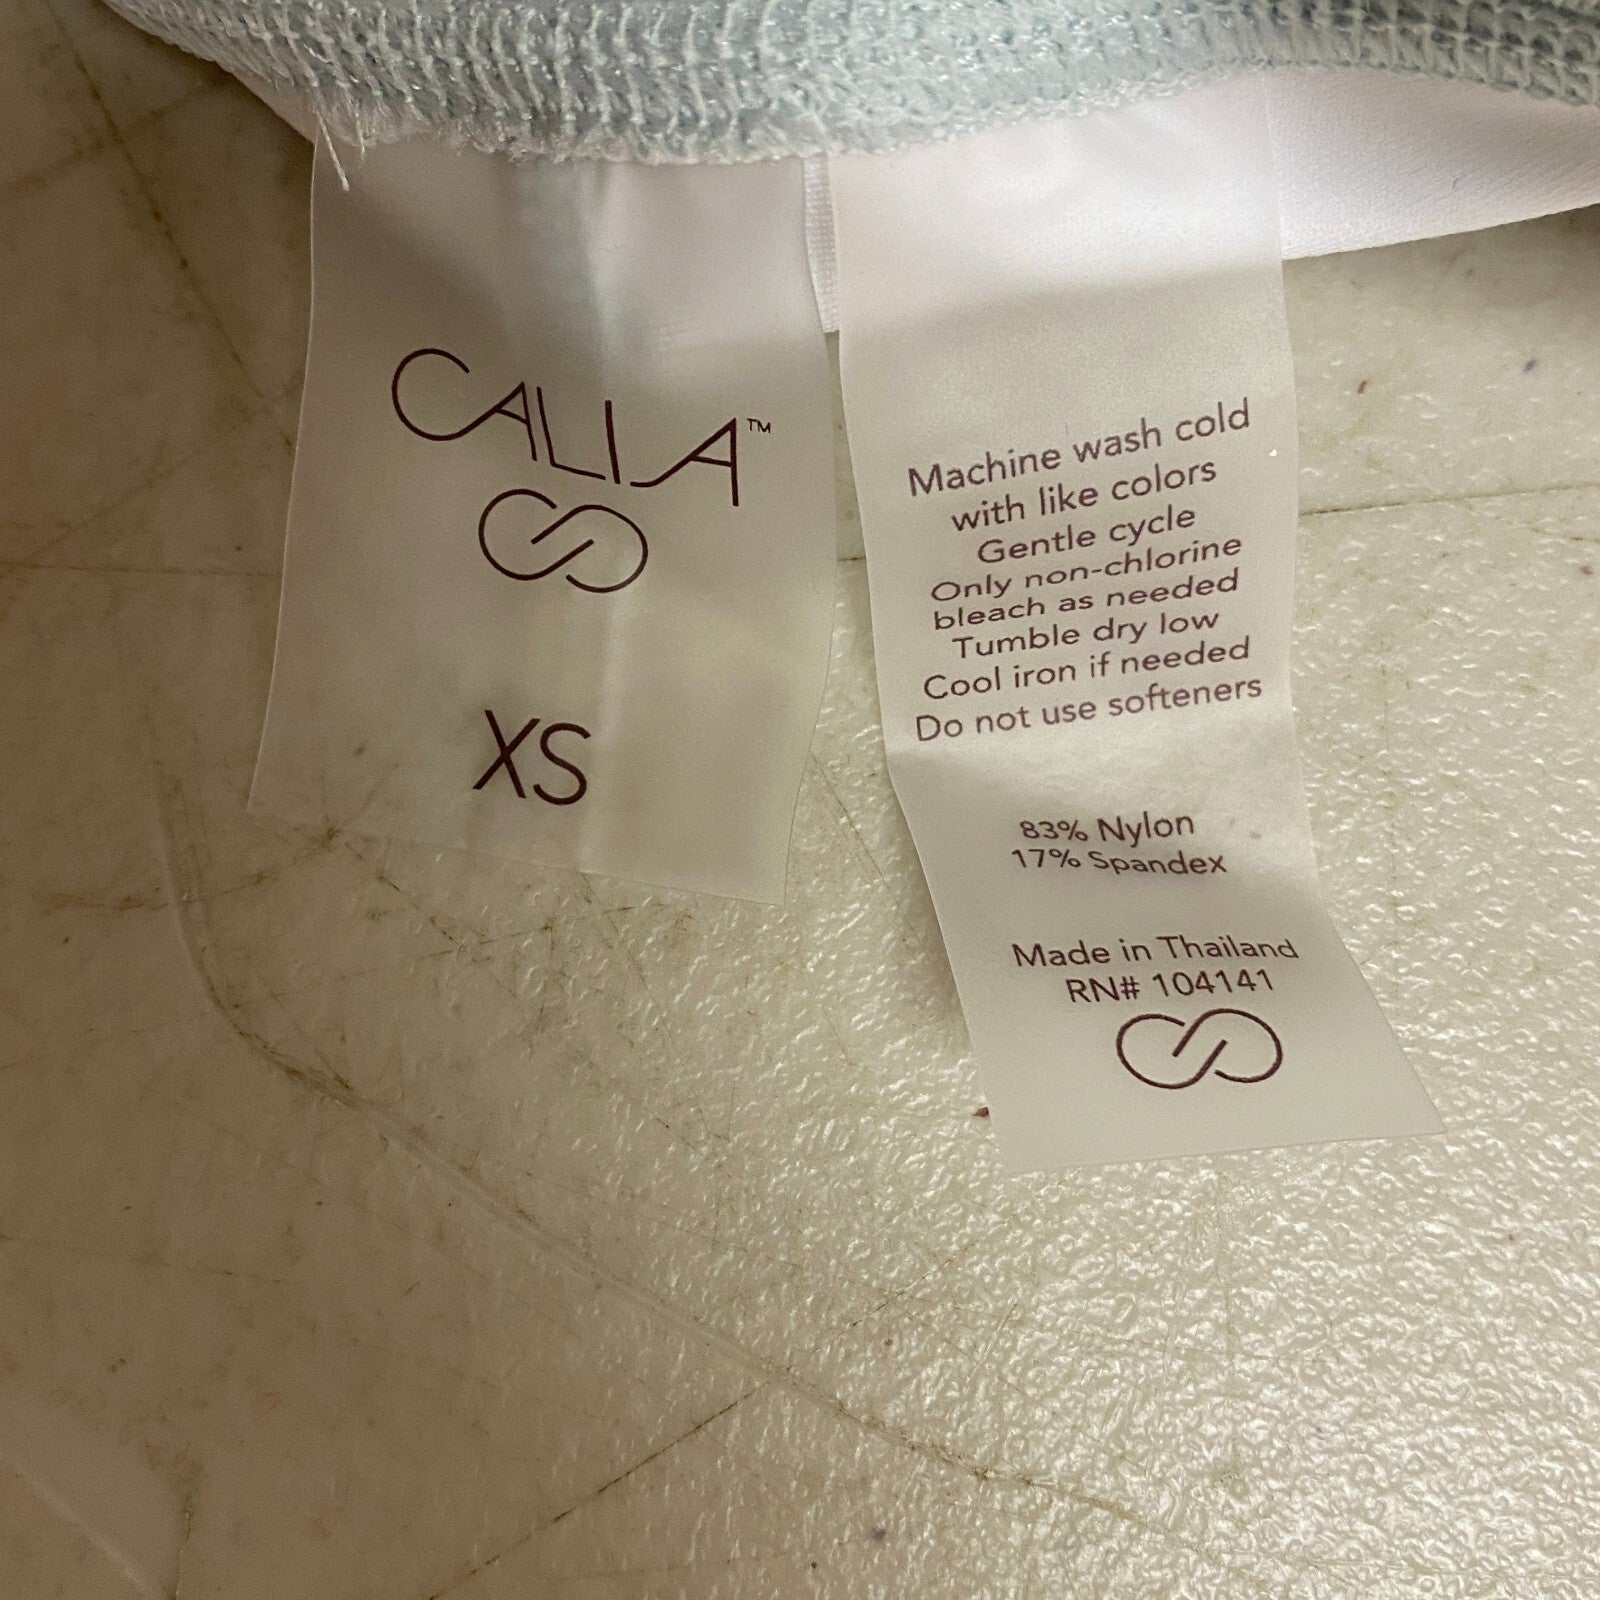 CALIA™
XS
Machine wash cold
with like colors
Gentle cycle
Only non-chlorine
bleach as needed
Tumble dry low
Cool iron if needed
Do not use softeners
83% Nylon
17% Spandex
Made in Thailand
RN# 104141